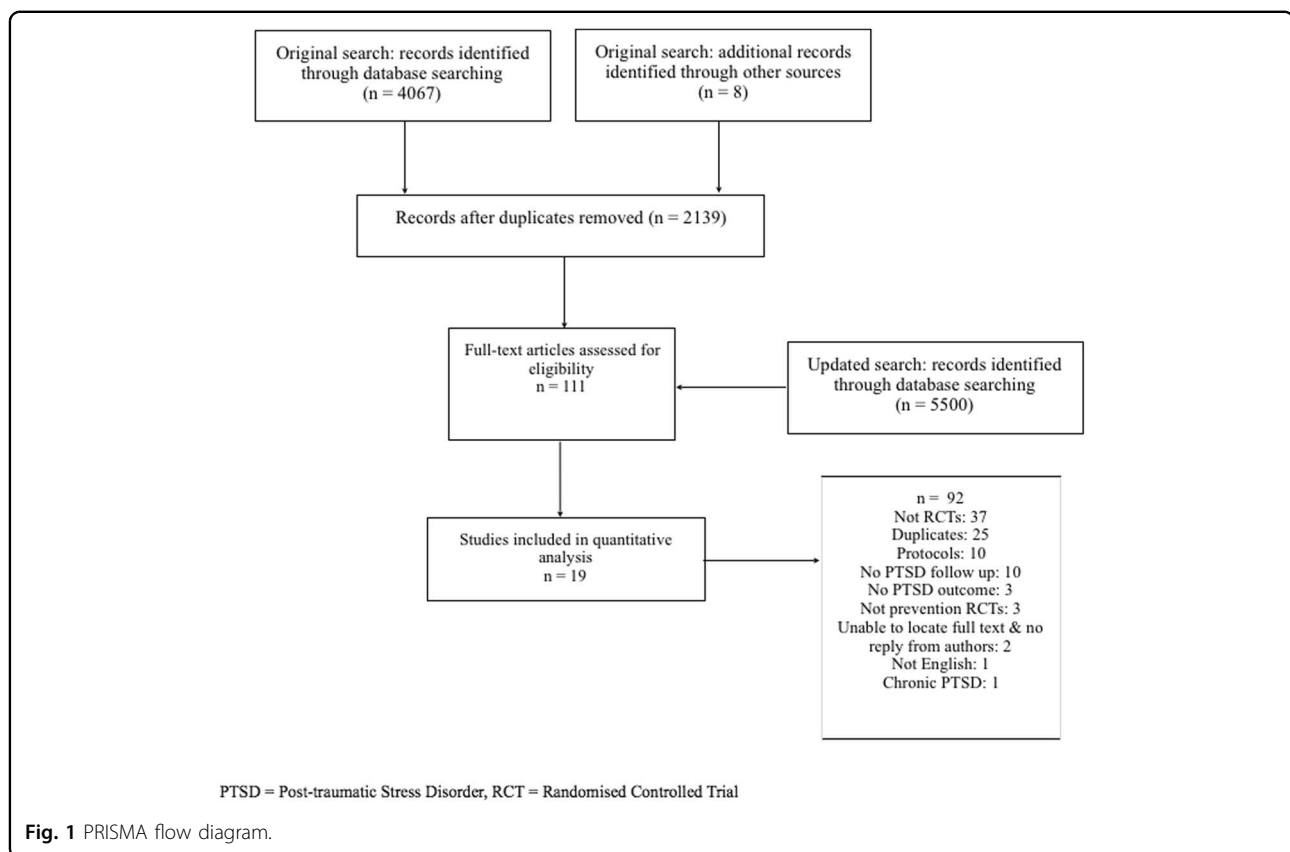 Original search: records identified
through database searching
(n = 4067)
Original search: additional records
identified through other sources
(n = 8)
Records after duplicates removed (n = 2139)
Full-text articles assessed for
eligibility
n = 111
Updated search: records identified
through database searching
(n = 5500)
Studies included in quantitative
analysis
n = 19
n = 92
Not RCTs: 37
Duplicates: 25
Protocols: 10
No PTSD follow up: 10
No PTSD outcome: 3
Not prevention RCTs: 3
Unable to locate full text & no
reply from authors: 2
Not English: 1
Chronic PTSD: 1
PTSD = Post-traumatic Stress Disorder, RCT = Randomised Controlled Trial
Fig. 1 PRISMA flow diagram.